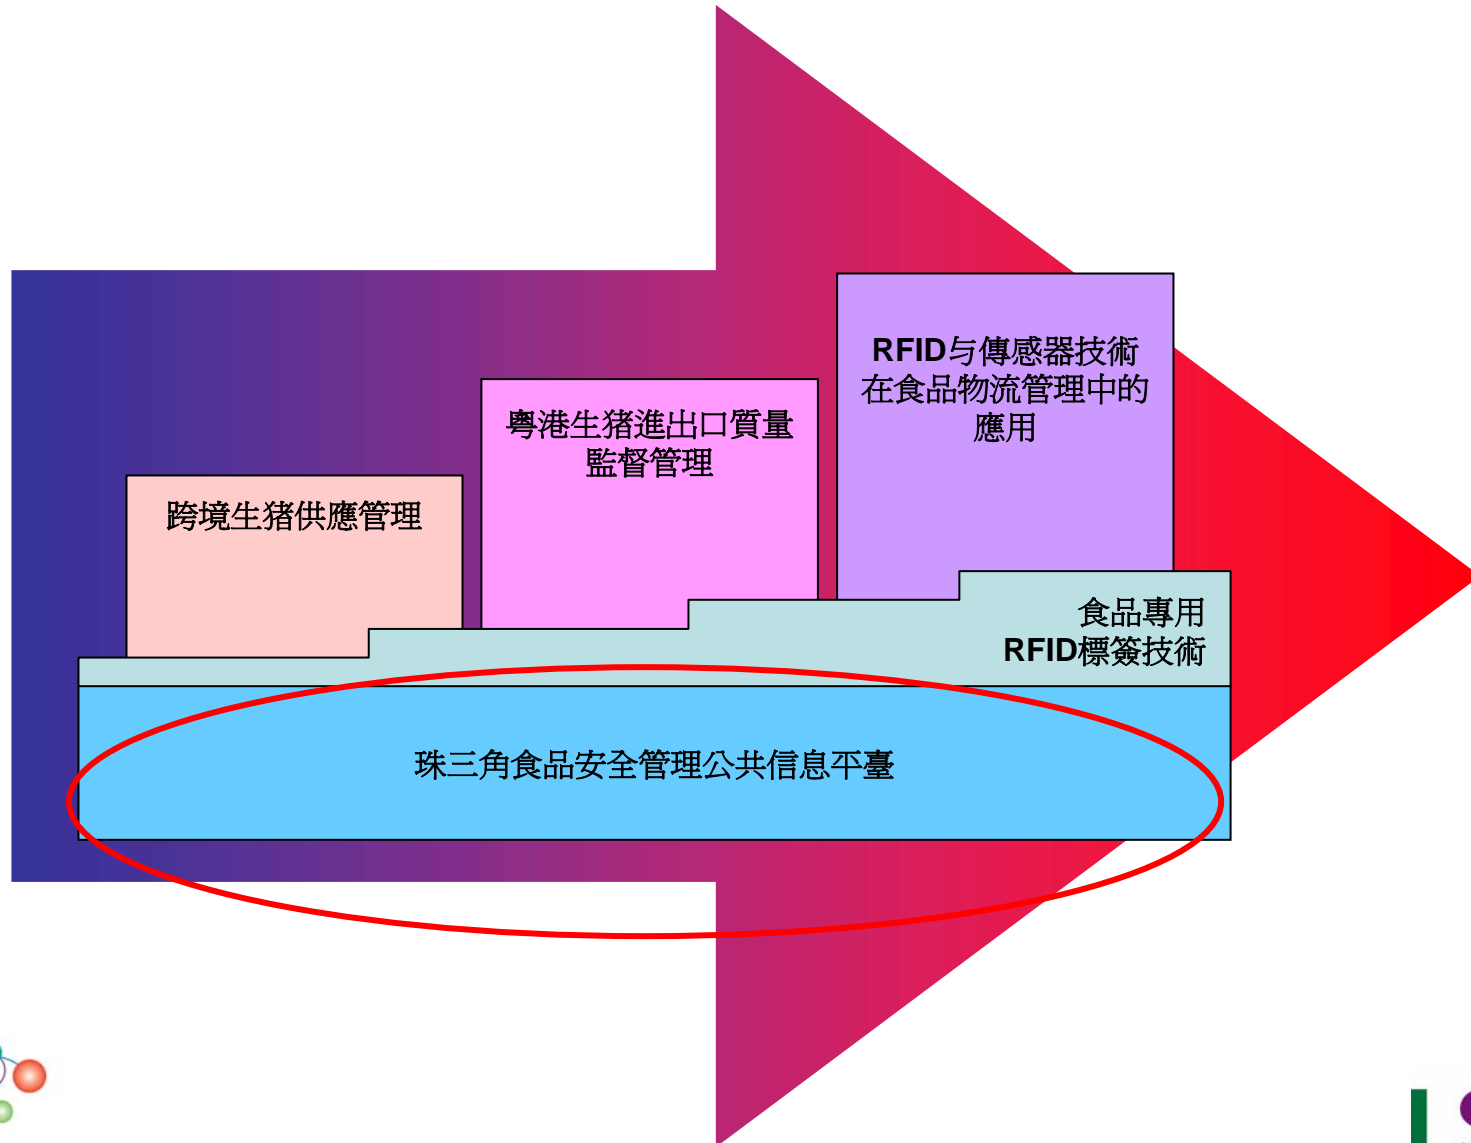 RFID与傳感器技術
在食品物流管理中的
應用
粵港生猪進出口質量
監督管理
跨境生猪供應管理
食品專用
RFID標簽技術
珠三角食品安全管理公共信息平臺